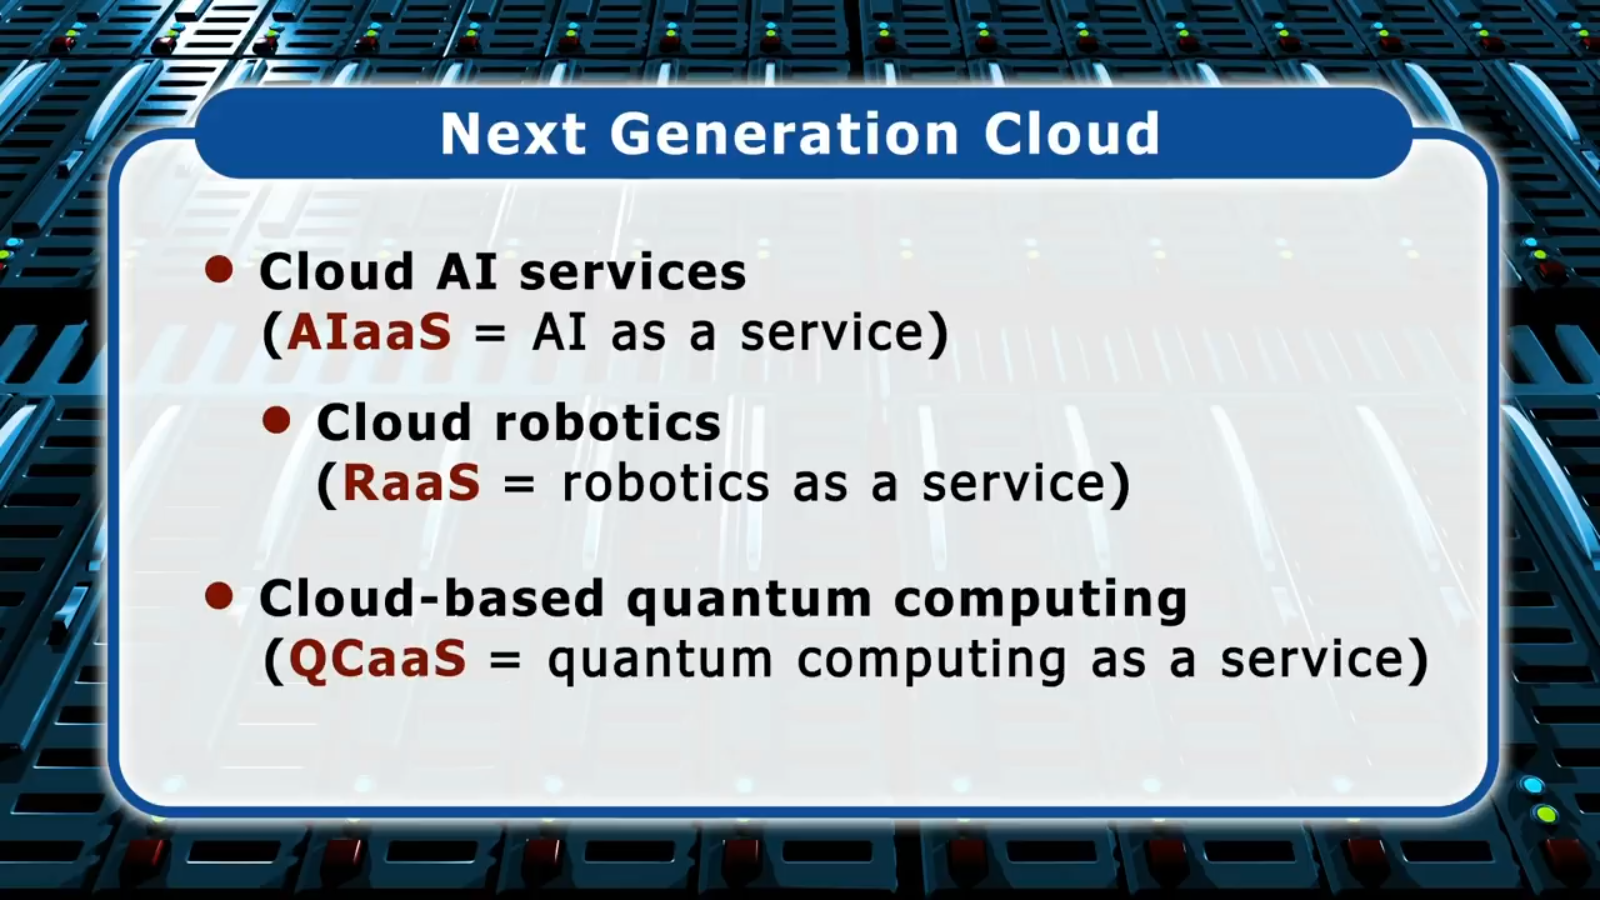 Next Generation Cloud
● Cloud AI services
(AIaaS = AI as a service)
● Cloud robotics
(RaaS = robotics as a service)
● Cloud-based quantum computing
(QCaaS = quantum computing as a service)